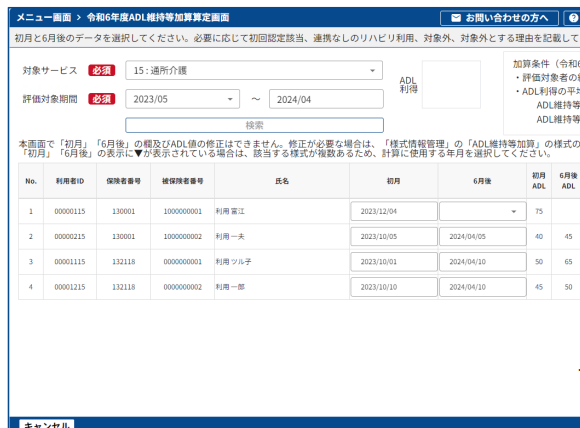 メニュー画面 > 令和6年度ADL維持等加算算定画面 お問い合わせの方へ
初月と6月後のデータを選択してください。必要に応じて初回認定該当、連携なしのリハビリ利用、対象外、対象外とする理由を記載して
対象サービス 必須 15 : 通所介護
評価対象期間 必須 2023/05 ～ 2024/04
検索
ADL
利得
加算条件（令和6
・評価対象者の
・ADL利得の平
ADL維持等
ADL維持等
本画面で「初月」「6月後」の欄及びADL値の修正はできません。修正が必要な場合は、「様式情報管理」の「ADL維持等加算」の様式の
「初月」「6月後」の表示に▼が表示されている場合は、該当する様式が複数あるため、計算に使用する年月を選択してください。
No. 利用者ID 保険者番号 被保険者番号 氏名 初月 6月後 初月 ADL 6月後 ADL
1 00000115 130001 1000000001 利用 富江 2023/12/04 75
2 00000215 130001 1000000002 利用 一夫 2023/10/05 2024/04/05 40 45
3 00001115 132118 0000000001 利用 ツル子 2023/10/01 2024/04/10 50 65
4 00001215 132118 0000000002 利用 一郎 2023/10/10 2024/04/10 45 50
キャンセル